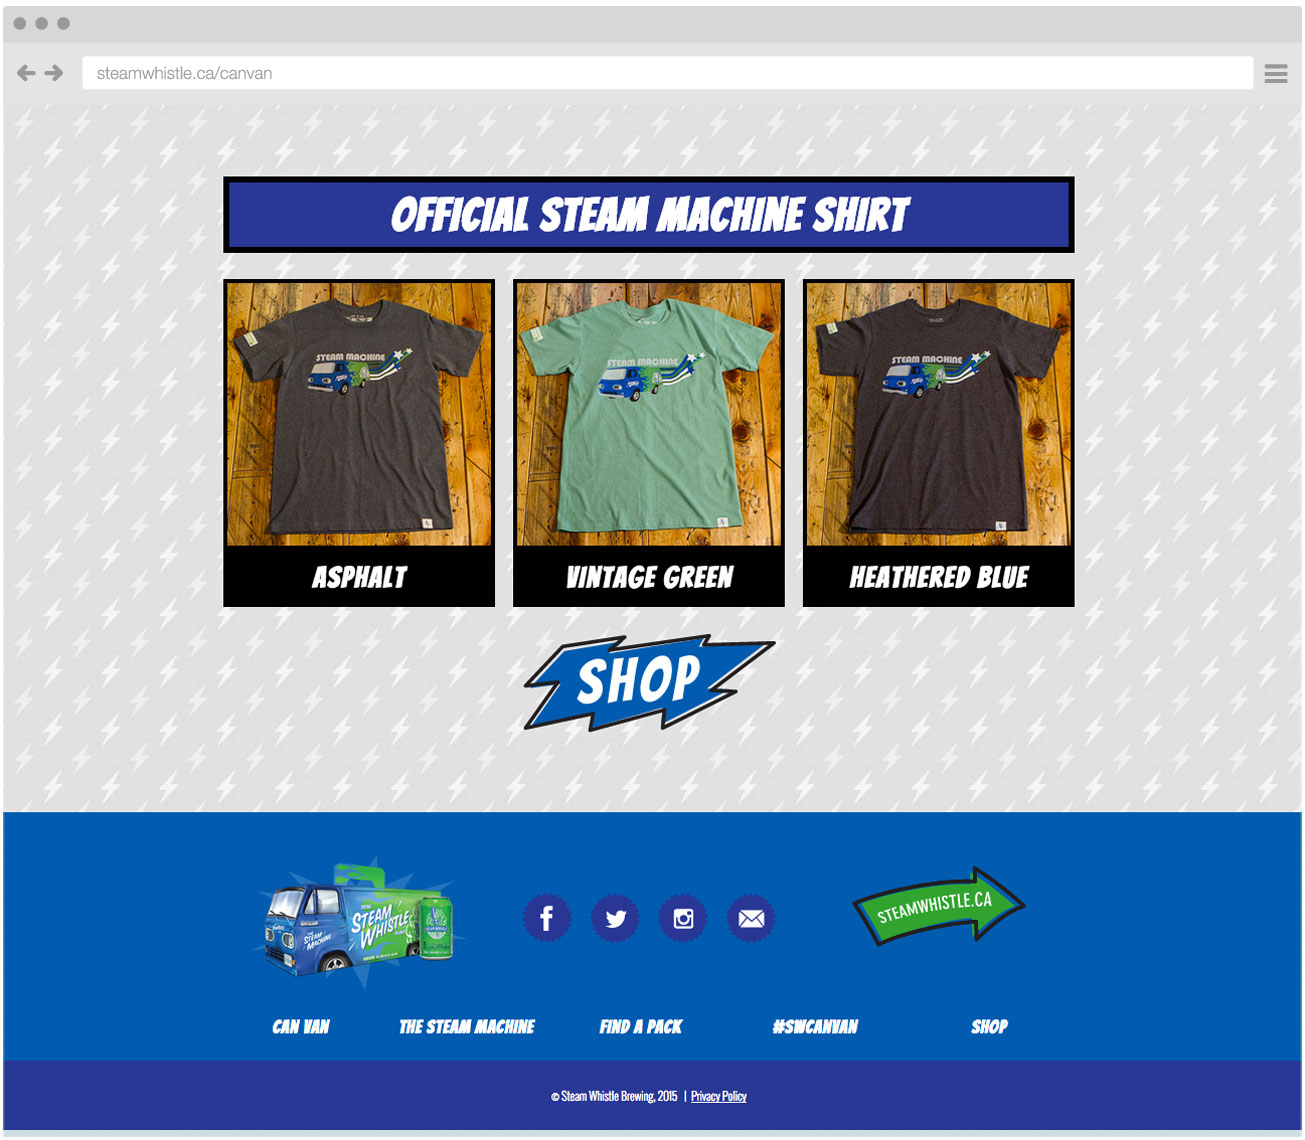 steamwhistle.ca/canvan
OFFICIAL STEAM MACHINE SHIRT
STEAM MACHINE
STEAM MACHINE
STEAM MACHINE
ASPHALT
VINTAGE GREEN
HEATHERED BLUE
SHOP
THE
STEAM
MACHINE
STEAM
WHISTLE
STEAMWHISTLE.CA
CAN VAN
THE STEAM MACHINE
FIND A PACK
#SWCANVAN
SHOP
© Steam Whistle Brewing, 2015 | Privacy Policy